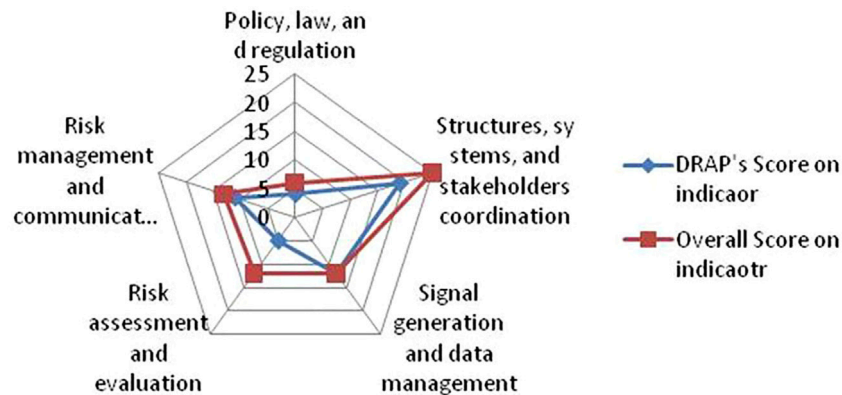 Policy, law, an
d regulation
25
20
15
10
5
0
Structures, sy
stems, and
stakeholders
coordination
Signal
generation
and data
management
Risk
assessment
and
evaluation
Risk
management
and
communicat...
DRAP's Score on
indicaor
Overall Score on
indicaotr